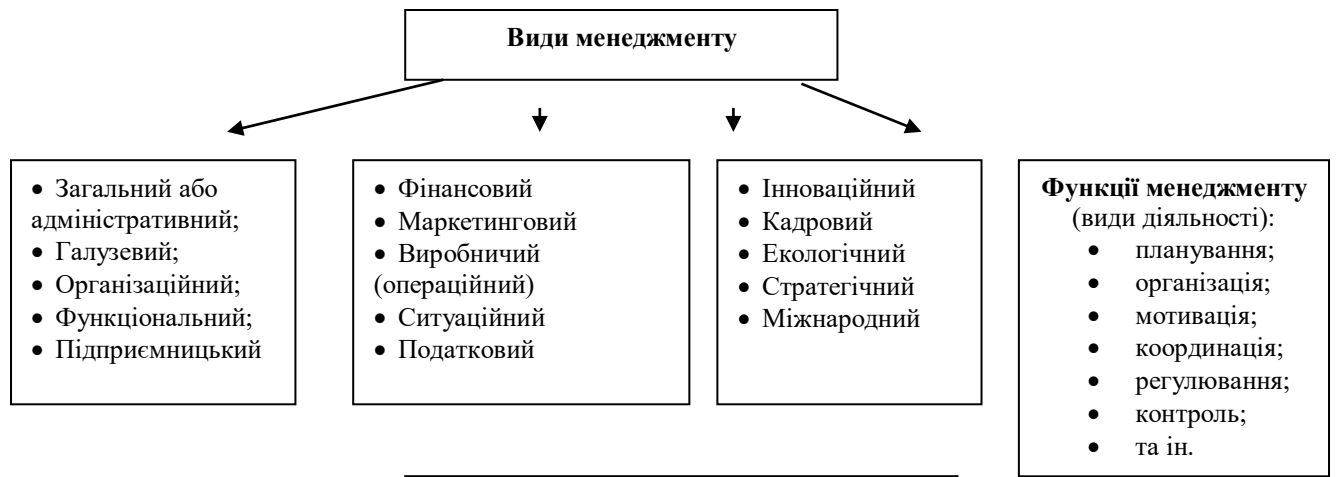 Види менеджменту
• Загальний або
адміністративний;
• Галузевий;
• Організаційний;
• Функціональний;
• Підприємницький
• Фінансовий
• Маркетинговий
• Виробничий
(операційний)
• Ситуаційний
• Податковий
• Інноваційний
• Кадровий
• Екологічний
• Стратегічний
• Міжнародний
Функції менеджменту
(види діяльності):
• планування;
• організація;
• мотивація;
• координація;
• регулювання;
• контроль;
• та ін.